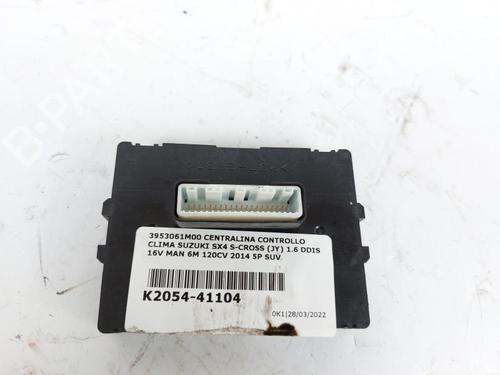 B-PARTS
3953061M00 CENTRALINA CONTROLLO
CLIMA SUZUKI SX4 S-CROSS (JY) 1.6 DDIS
16V MAN 6M 120CV 2014 5P SUV
K2054-41104
0K1|28/03/2022